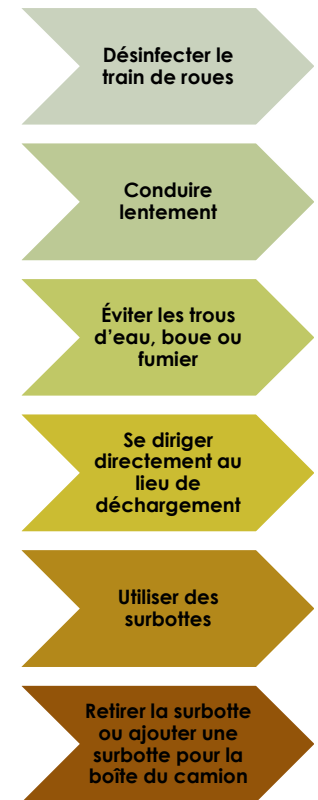 Désinfecter le
train de roues
Conduire
lentement
Éviter les trous
d'eau, boue ou
fumier
Se diriger
directement au
lieu de
déchargement
Utiliser des
surbottes
Retirer la surbotte
ou ajouter une
surbotte pour la
boîte du camion